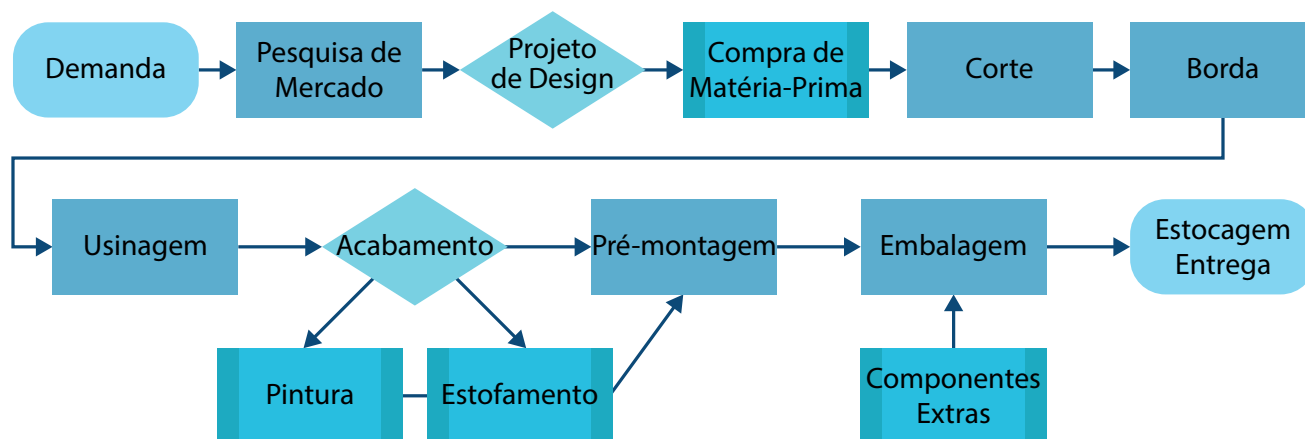 Demanda
Pesquisa de
Mercado
Projeto
de Design
Compra de
Matéria-Prima
Corte
Borda
Usinagem
Acabamento
Pré-montagem
Embalagem
Estocagem
Entrega
Pintura
Estofamento
Componentes
Extras